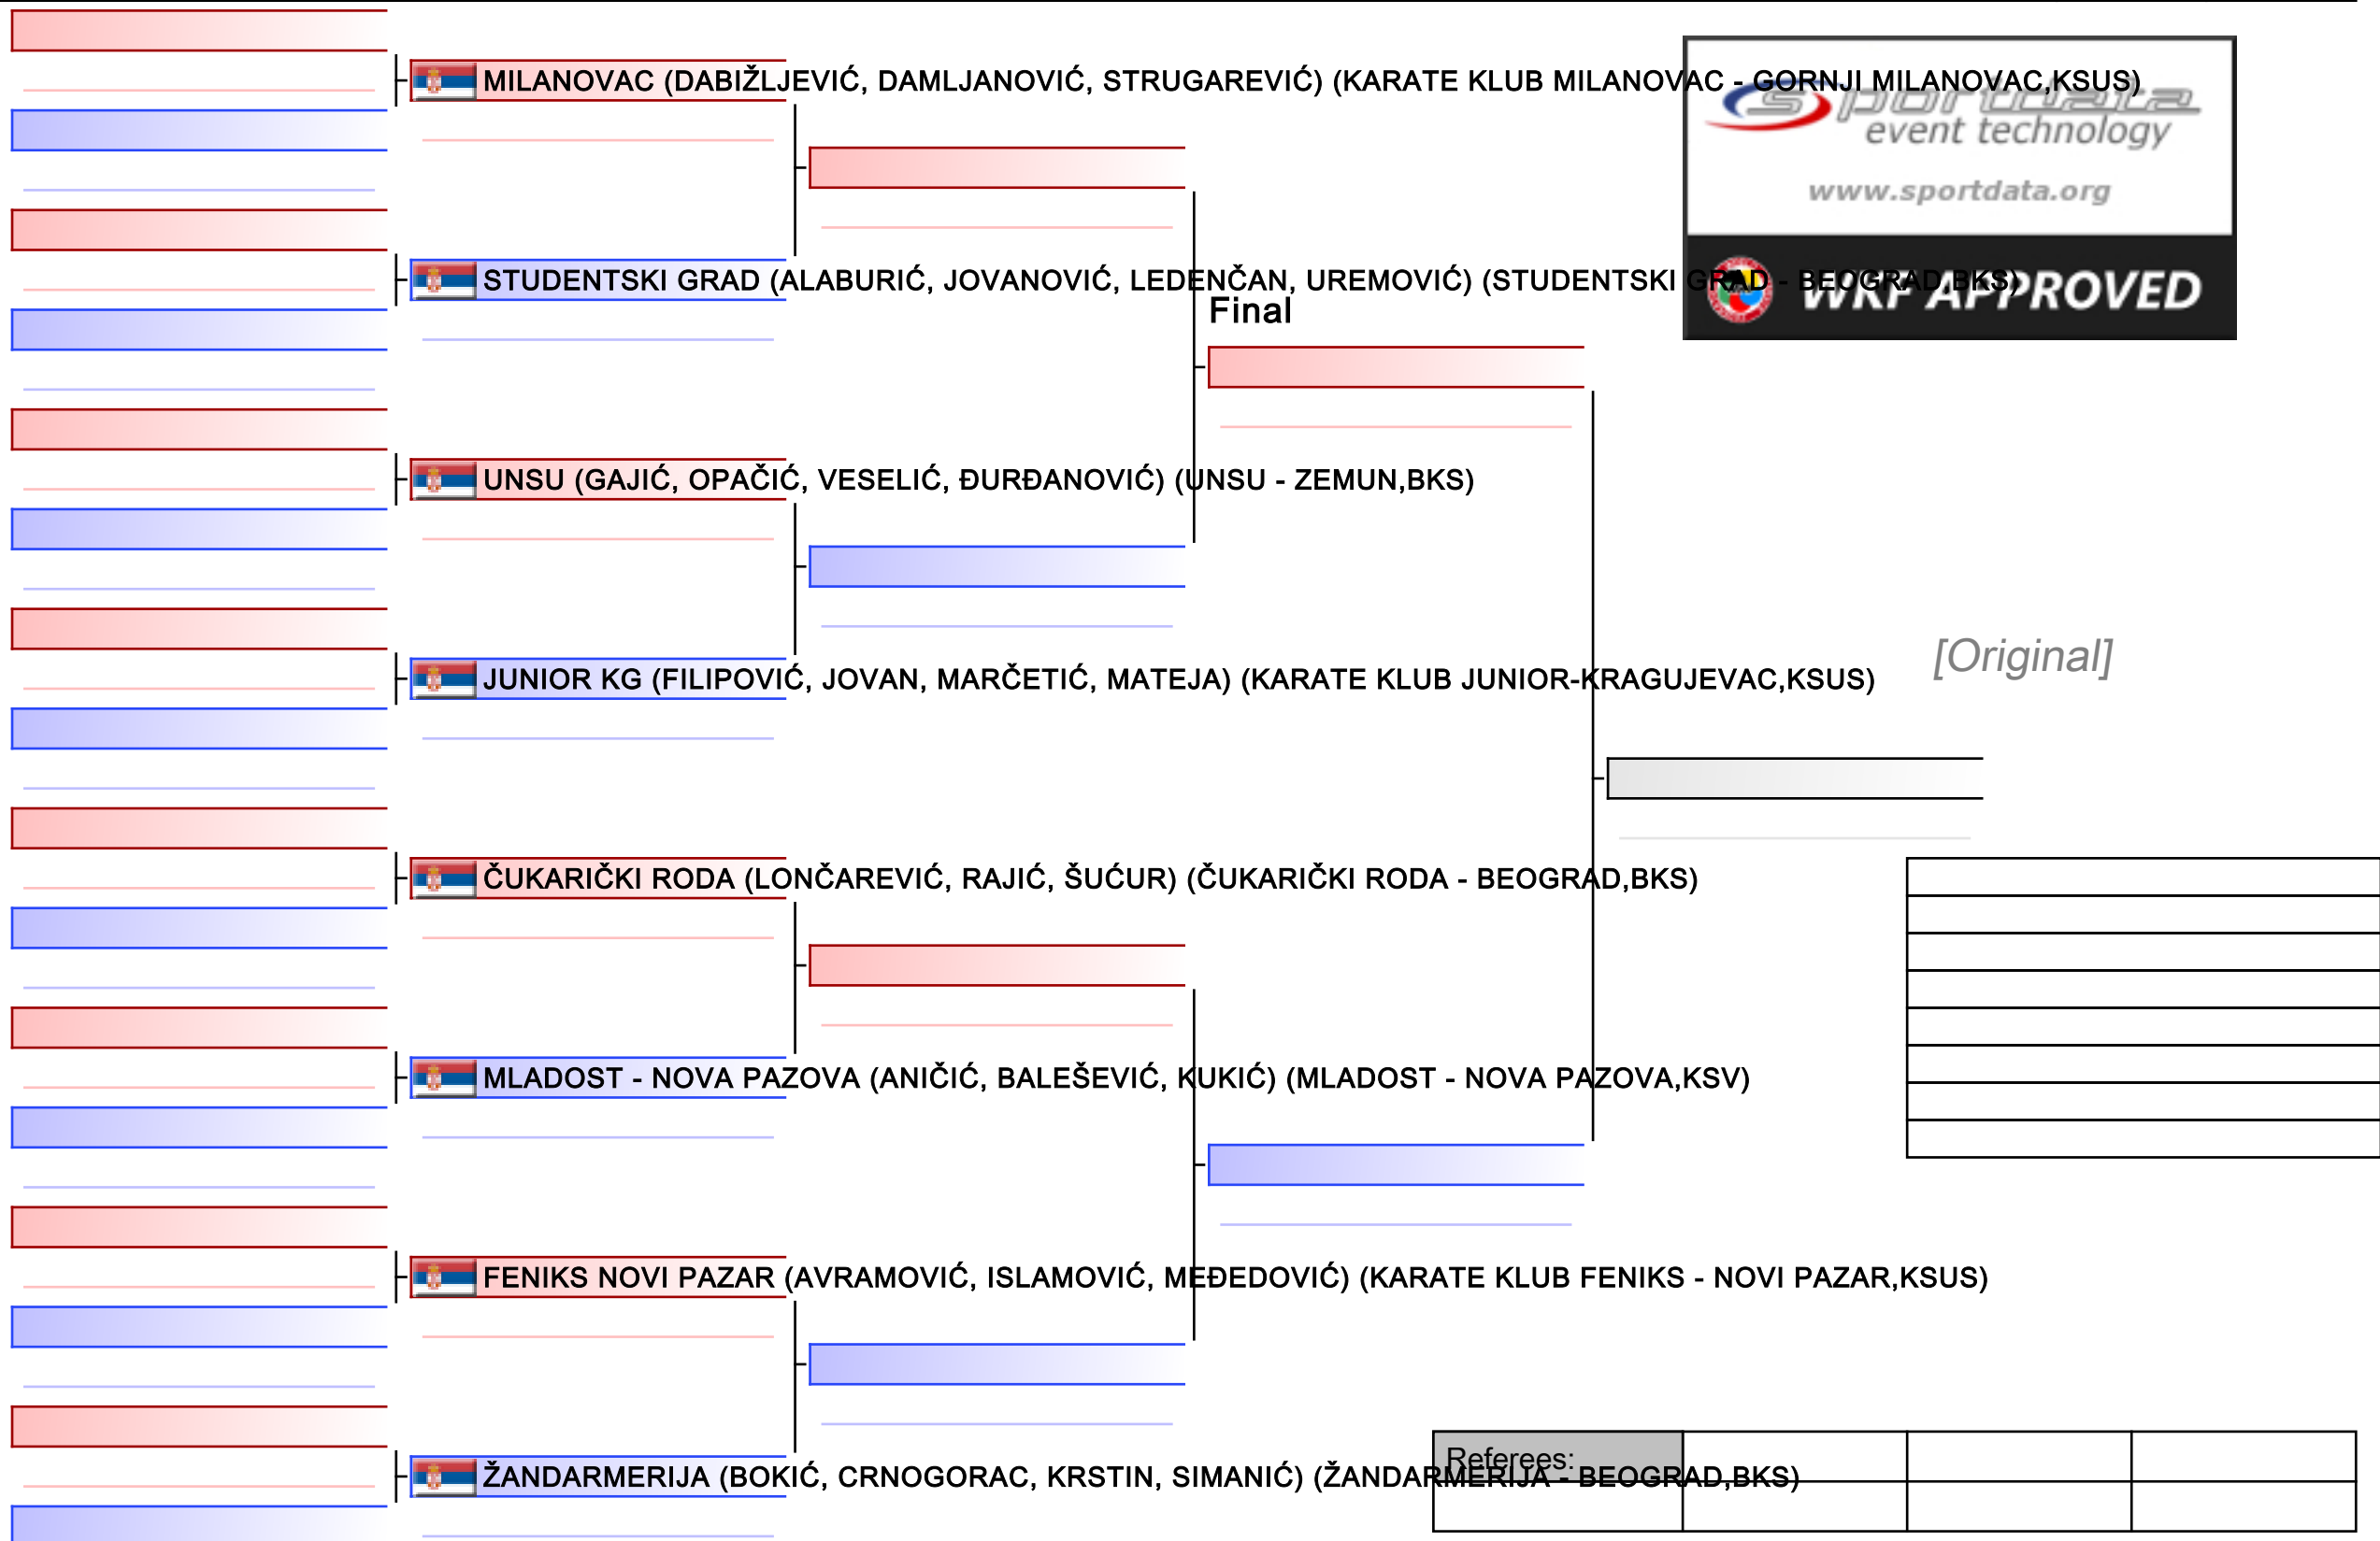 MILANOVAC (DABIŽLJEVIĆ, DAMLJANOVIĆ, STRUGAREVIĆ) (KARATE KLUB MILANOVAC - GORNJI MILANOVAC,KSUS)
sportdata
event technology
www.sportdata.org
STUDENTSKI GRAD (ALABURIĆ, JOVANOVIĆ, LEDENČAN, UREMOVIĆ) (STUDENTSKI GRAD - BEOGRAD,BKS)
WKF APPROVED
Final
UNSU (GAJIĆ, OPAČIĆ, VESELIĆ, ĐURĐANOVIĆ) (UNSU - ZEMUN,BKS)
[Original]
JUNIOR KG (FILIPOVIĆ, JOVAN, MARČETIĆ, MATEJA) (KARATE KLUB JUNIOR-KRAGUJEVAC,KSUS)
ČUKARIČKI RODA (LONČAREVIĆ, RAJIĆ, ŠUĆUR) (ČUKARIČKI RODA - BEOGRAD,BKS)
MLADOST - NOVA PAZOVA (ANIČIĆ, BALEŠEVIĆ, KUKIĆ) (MLADOST - NOVA PAZOVA,KSV)
FENIKS NOVI PAZAR (AVRAMOVIĆ, ISLAMOVIĆ, MEĐEDOVIĆ) (KARATE KLUB FENIKS - NOVI PAZAR,KSUS)
Referees:
ŽANDARMERIJA (BOKIĆ, CRNOGORAC, KRSTIN, SIMANIĆ) (ŽANDARMERIJA - BEOGRAD,BKS)